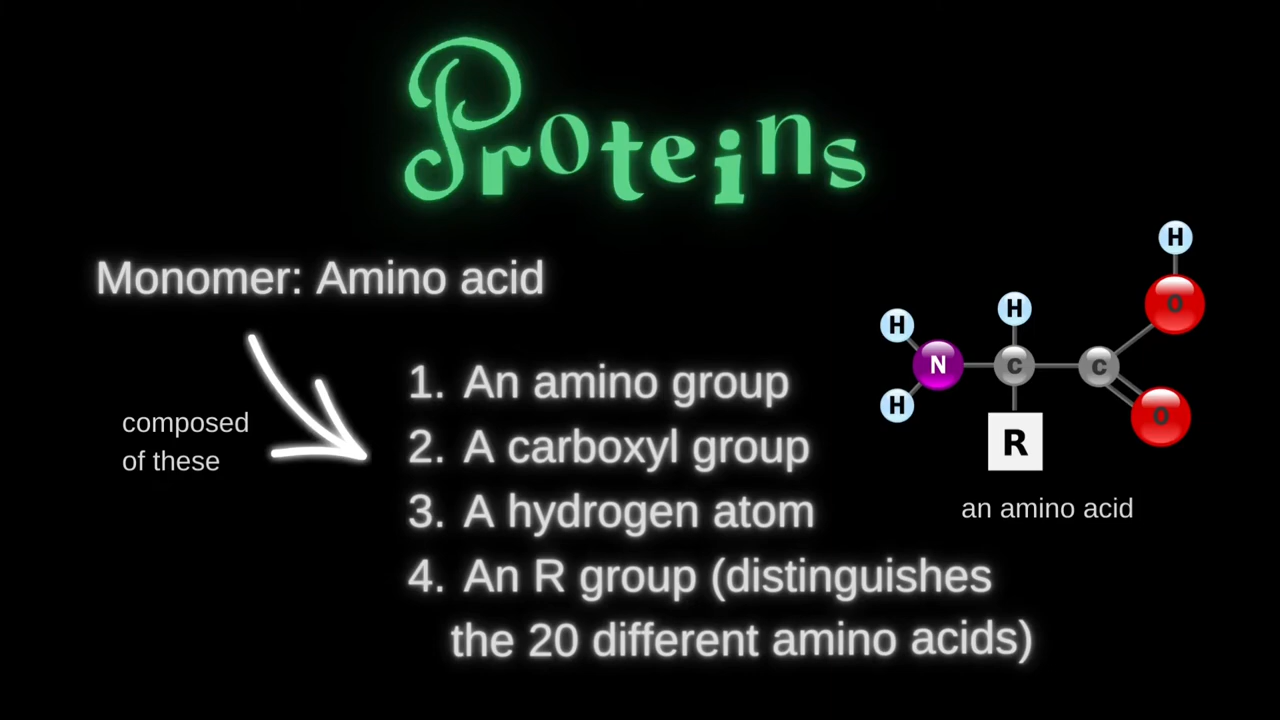 Proteins
Monomer: Amino acid
composed
of these
1. An amino group
2. A carboxyl group
3. A hydrogen atom
4. An R group (distinguishes
the 20 different amino acids)
H
O
H
H
N
C
C
H
O
R
an amino acid